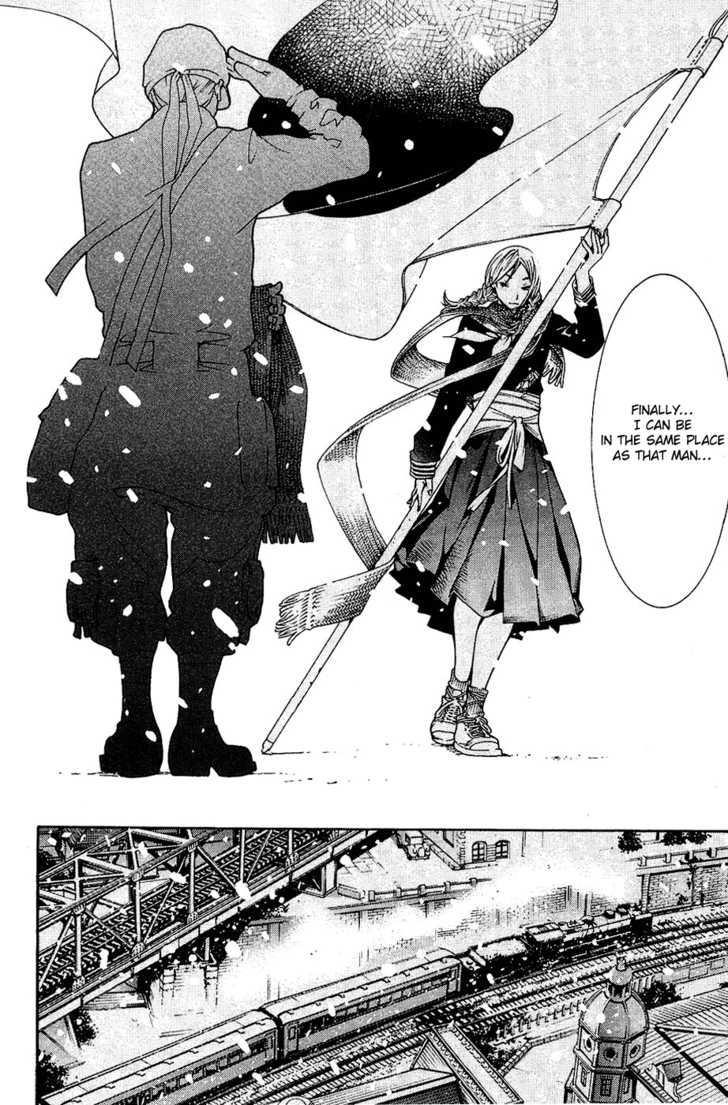 FINALLY...
I CAN BE
IN THE SAME PLACE
AS THAT MAN...